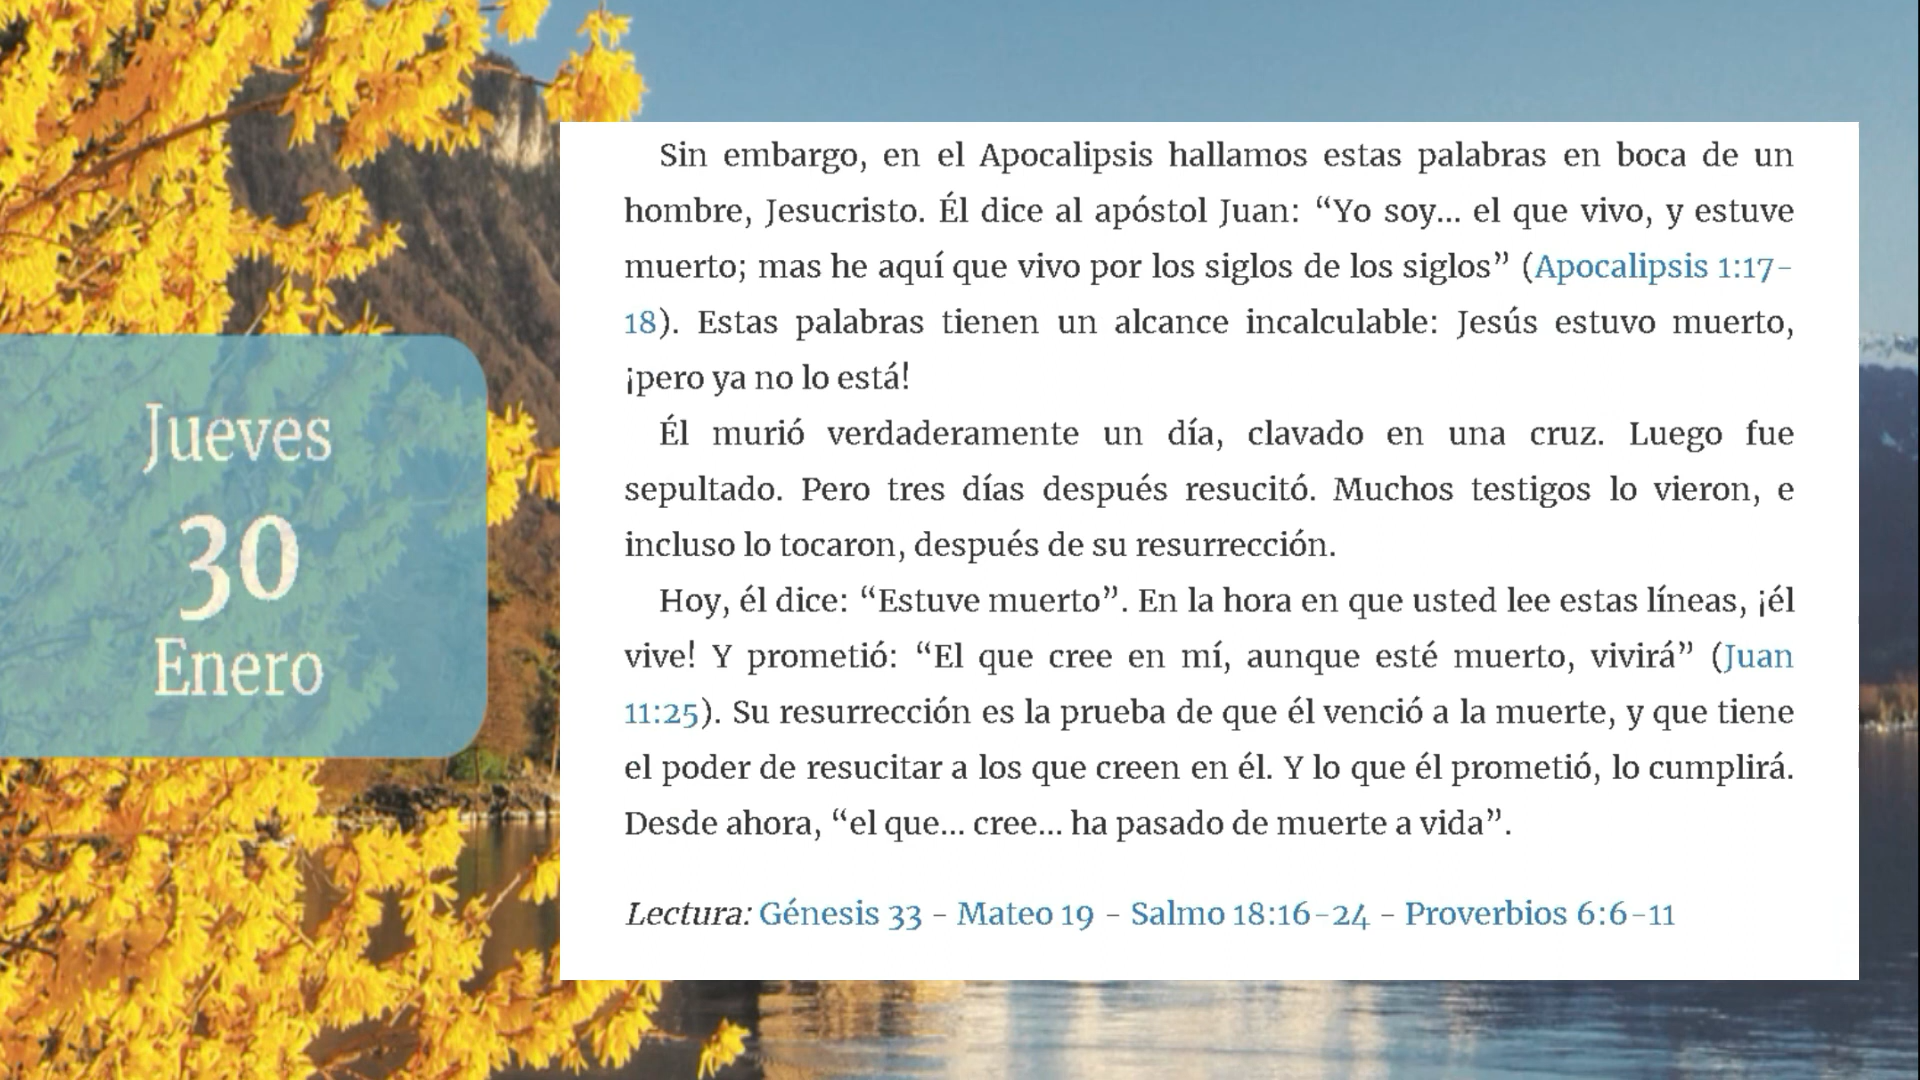 Jueves
30
Enero
Sin embargo, en el Apocalipsis hallamos estas palabras en boca de un
hombre, Jesucristo. Él dice al apóstol Juan: “Yo soy... el que vivo, y estuve
muerto; mas he aquí que vivo por los siglos de los siglos” (Apocalipsis 1:17-
18). Estas palabras tienen un alcance incalculable: Jesús estuvo muerto,
¡pero ya no lo está!
Él murió verdaderamente un día, clavado en una cruz. Luego fue
sepultado. Pero tres días después resucitó. Muchos testigos lo vieron, e
incluso lo tocaron, después de su resurrección.
Hoy, él dice: “Estuve muerto”. En la hora en que usted lee estas líneas, ¡él
vive! Y prometió: “El que cree en mí, aunque esté muerto, vivirá” (Juan
11:25). Su resurrección es la prueba de que él venció a la muerte, y que tiene
el poder de resucitar a los que creen en él. Y lo que él prometió, lo cumplirá.
Desde ahora, “el que... cree... ha pasado de muerte a vida”.
Lectura: Génesis 33 - Mateo 19 - Salmo 18:16-24 - Proverbios 6:6-11